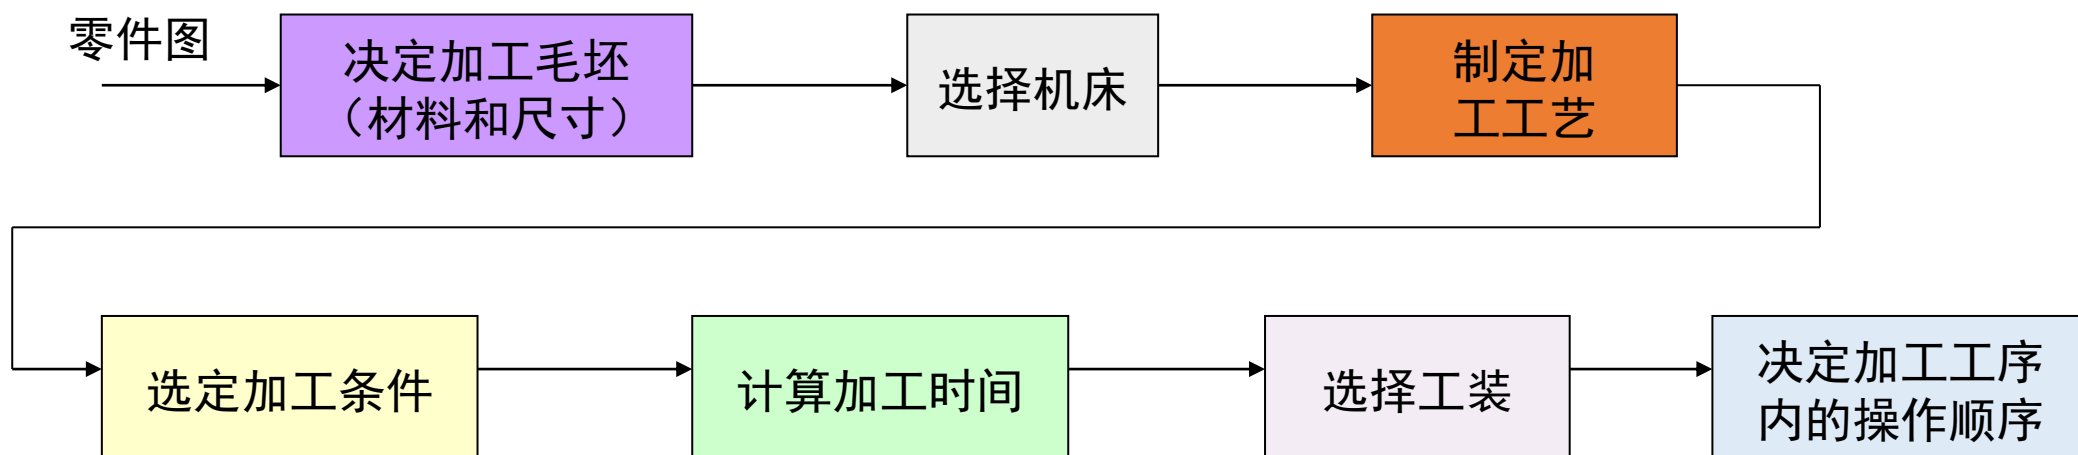 零件图
决定加工毛坯
（材料和尺寸）
选择机床
制定加
工工艺
选定加工条件
计算加工时间
选择工装
决定加工工序
内的操作顺序